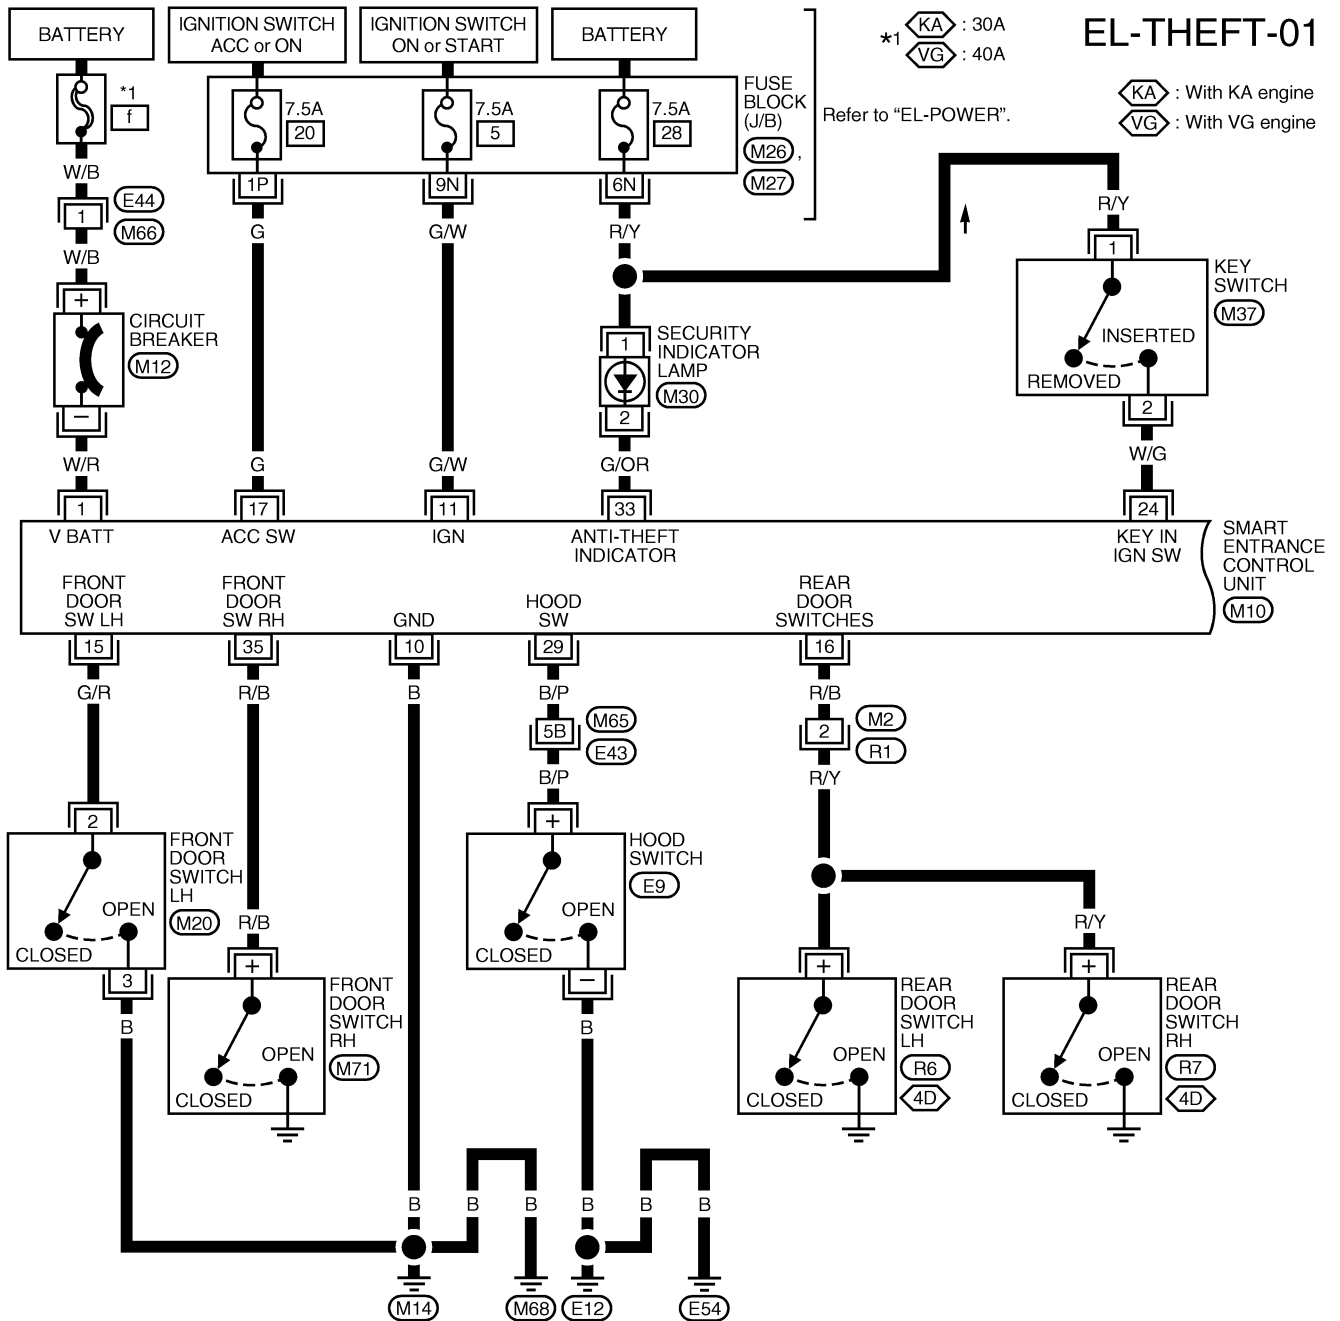 BATTERY
IGNITION SWITCH
ACC or ON
IGNITION SWITCH
ON or START
BATTERY
*1
KA : 30A
VG : 40A
EL-THEFT-01
KA : With KA engine
VG : With VG engine
*1
f
7.5A
20
7.5A
5
7.5A
28
FUSE
BLOCK
(J/B)
M26 ,
M27
Refer to “EL-POWER”.
W/B
1P
9N
6N
1
E44
M66
G
G/W
R/Y
R/Y
W/B
1
KEY
SWITCH
M37
+
CIRCUIT
BREAKER
M12
–
1
SECURITY
INDICATOR
LAMP
M30
2
INSERTED
REMOVED
2
W/R
G
G/W
G/OR
W/G
1
17
11
33
24
V BATT
ACC SW
IGN
ANTI-THEFT
INDICATOR
KEY IN
IGN SW
SMART
ENTRANCE
CONTROL
UNIT
M10
FRONT
DOOR
SW LH
FRONT
DOOR
SW RH
GND
HOOD
SW
REAR
DOOR
SWITCHES
15
35
10
29
16
G/R
R/B
B
B/P
R/B
5B
M65
E43
2
M2
R1
B/P
R/Y
2
FRONT
DOOR
SWITCH
LH
M20
OPEN
CLOSED
3
+
HOOD
SWITCH
E9
OPEN
CLOSED
–
R/B
R/Y
B
+
FRONT
DOOR
SWITCH
RH
M71
OPEN
CLOSED
B
+
REAR
DOOR
SWITCH
LH
R6
4D
OPEN
CLOSED
+
REAR
DOOR
SWITCH
RH
R7
4D
OPEN
CLOSED
B
B
B
B
B
B
M14
M68
E12
E54